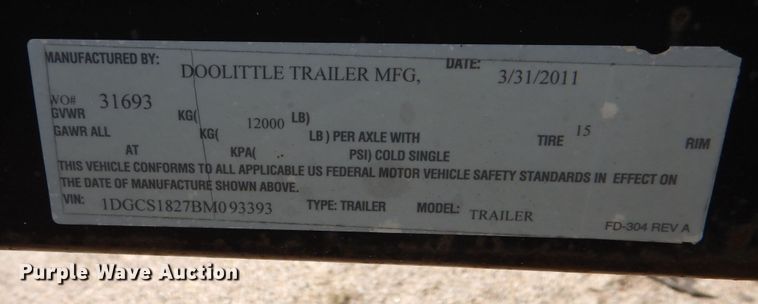 MANUFACTURED BY: DOOLITTLE TRAILER MFG, DATE: 3/31/2011
WO# 31693
GVWR KG( 12000 LB)
GAWR ALL KG( LB ) PER AXLE WITH TIRE 15 RIM
AT KPA( PSI) COLD SINGLE
THIS VEHICLE CONFORMS TO ALL APPLICABLE US FEDERAL MOTOR VEHICLE SAFETY STANDARDS IN EFFECT ON
THE DATE OF MANUFACTURE SHOWN ABOVE.
VIN: 1DGCS1827BM093393 TYPE: TRAILER MODEL: TRAILER
FD-304 REV A
Purple Wave Auction